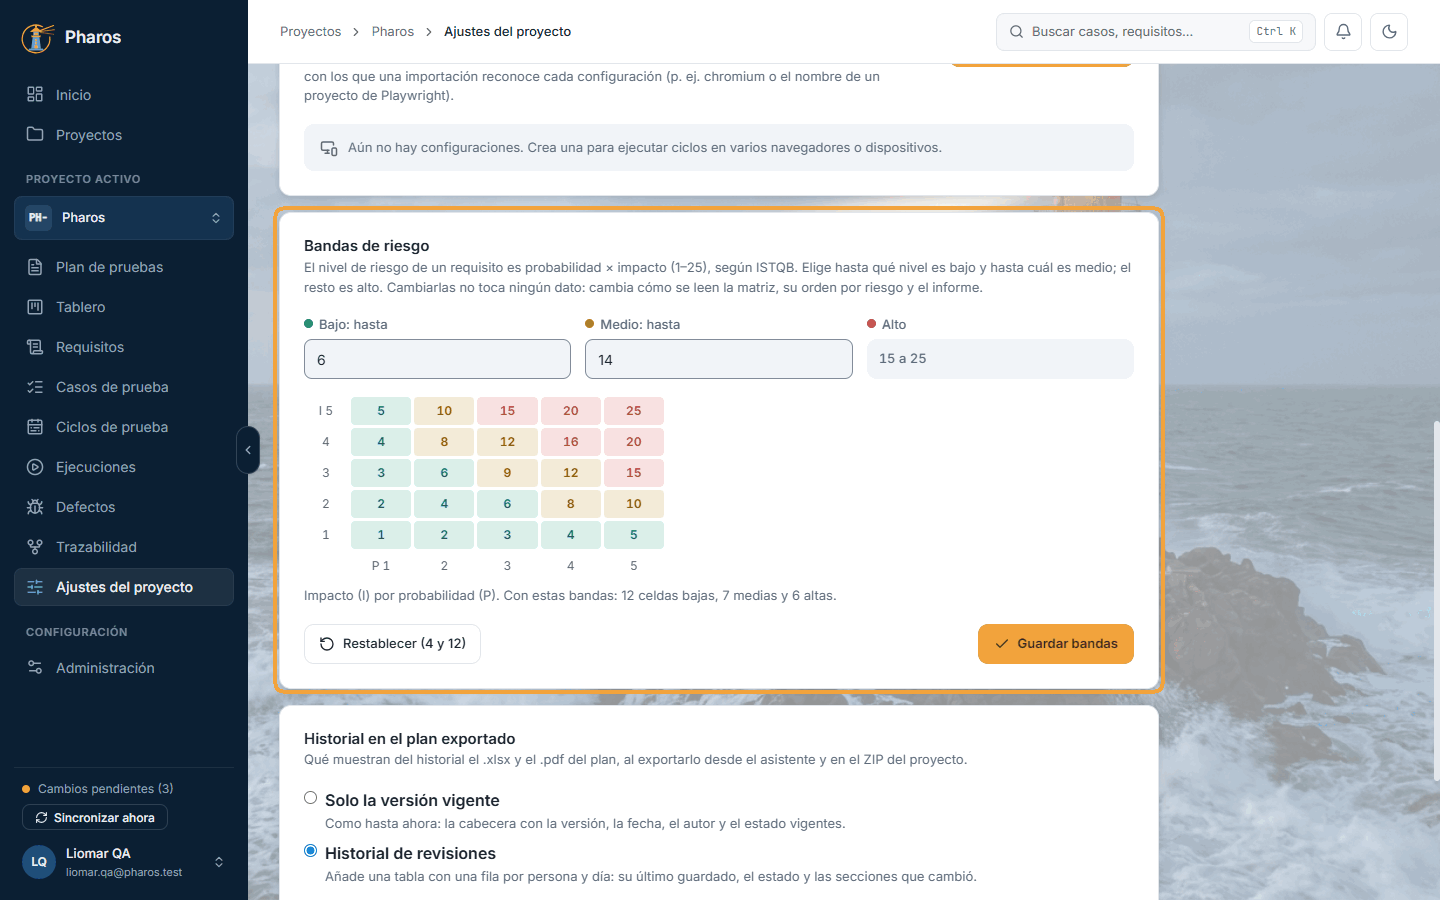 Pharos
Inicio
Proyectos
PROYECTO ACTIVO
PH- Pharos
Plan de pruebas
Tablero
Requisitos
Casos de prueba
Ciclos de prueba
Ejecuciones
Defectos
Trazabilidad
Ajustes del proyecto
CONFIGURACIÓN
Administración
Cambios pendientes (3)
Sincronizar ahora
LQ Liomar QA
liomar.qa@pharos.test
Proyectos > Pharos > Ajustes del proyecto
Buscar casos, requisitos... Ctrl K
con los que una importación reconoce cada configuración (p. ej. chromium o el nombre de un
proyecto de Playwright).
Aún no hay configuraciones. Crea una para ejecutar ciclos en varios navegadores o dispositivos.
Bandas de riesgo
El nivel de riesgo de un requisito es probabilidad × impacto (1–25), según ISTQB. Elige hasta qué nivel es bajo y hasta cuál es medio; el
resto es alto. Cambiarlas no toca ningún dato: cambia cómo se leen la matriz, su orden por riesgo y el informe.
Bajo: hasta Medio: hasta Alto
6 14 15 a 25
I 5 5 10 15 20 25
4 4 8 12 16 20
3 3 6 9 12 15
2 2 4 6 8 10
1 1 2 3 4 5
P 1 2 3 4 5
Impacto (I) por probabilidad (P). Con estas bandas: 12 celdas bajas, 7 medias y 6 altas.
Restablecer (4 y 12) Guardar bandas
Historial en el plan exportado
Qué muestran del historial el .xlsx y el .pdf del plan, al exportarlo desde el asistente y en el ZIP del proyecto.
Solo la versión vigente
Como hasta ahora: la cabecera con la versión, la fecha, el autor y el estado vigentes.
Historial de revisiones
Añade una tabla con una fila por persona y día: su último guardado, el estado y las secciones que cambió.